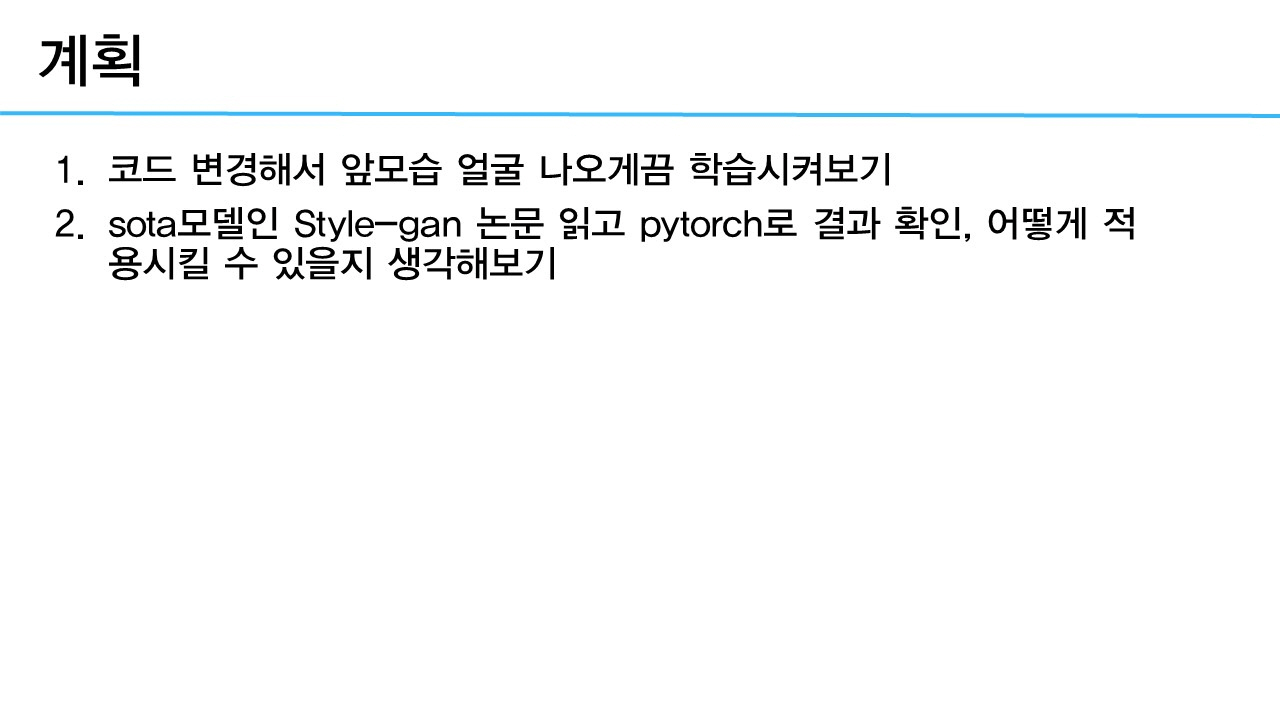 계획
1. 코드 변경해서 앞모습 얼굴 나오게끔 학습시켜보기
2. sota모델인 Style-gan 논문 읽고 pytorch로 결과 확인, 어떻게 적
용시킬 수 있을지 생각해보기